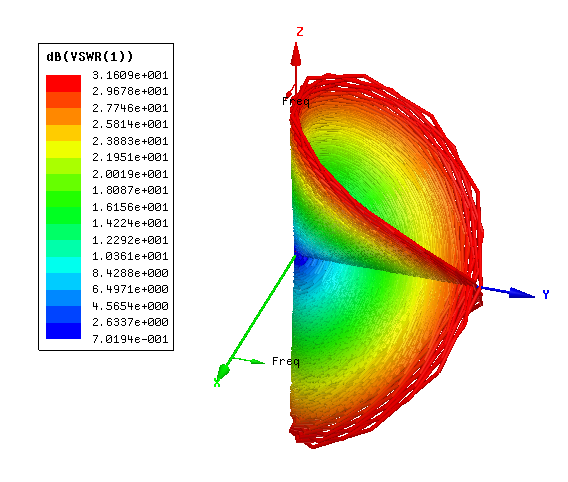 Z
dB(VSWR(1))
3.1609e+001
2.9678e+001
2.7746e+001
2.5814e+001
2.3883e+001
2.1951e+001
2.0019e+001
1.8087e+001
1.6156e+001
1.4224e+001
1.2292e+001
1.0361e+001
8.4288e+000
6.4971e+000
4.5654e+000
2.6337e+000
7.0194e-001
Freq
Y
Freq
X